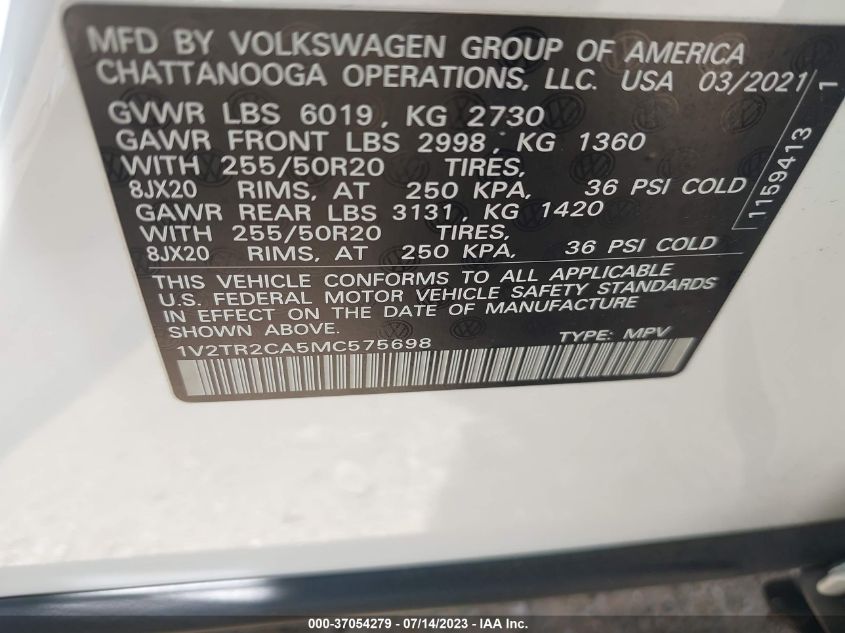 MFD BY VOLKSWAGEN GROUP OF AMERICA
CHATTANOOGA OPERATIONS, LLC. USA 03/2021
GVWR LBS 6019, KG 2730
GAWR FRONT LBS 2998, KG 1360
WITH 255/50R20 TIRES,
8JX20 RIMS, AT 250 KPA, 36 PSI COLD
GAWR REAR LBS 3131, KG 1420
WITH 255/50R20 TIRES,
8JX20 RIMS, AT 250 KPA, 36 PSI COLD
THIS VEHICLE CONFORMS TO ALL APPLICABLE
U.S. FEDERAL MOTOR VEHICLE SAFETY STANDARDS
IN EFFECT ON THE DATE OF MANUFACTURE
SHOWN ABOVE.
1V2TR2CA5MC575698 TYPE: MPV
1159413 1
000-37054279 - 07/14/2023 - IAA Inc.